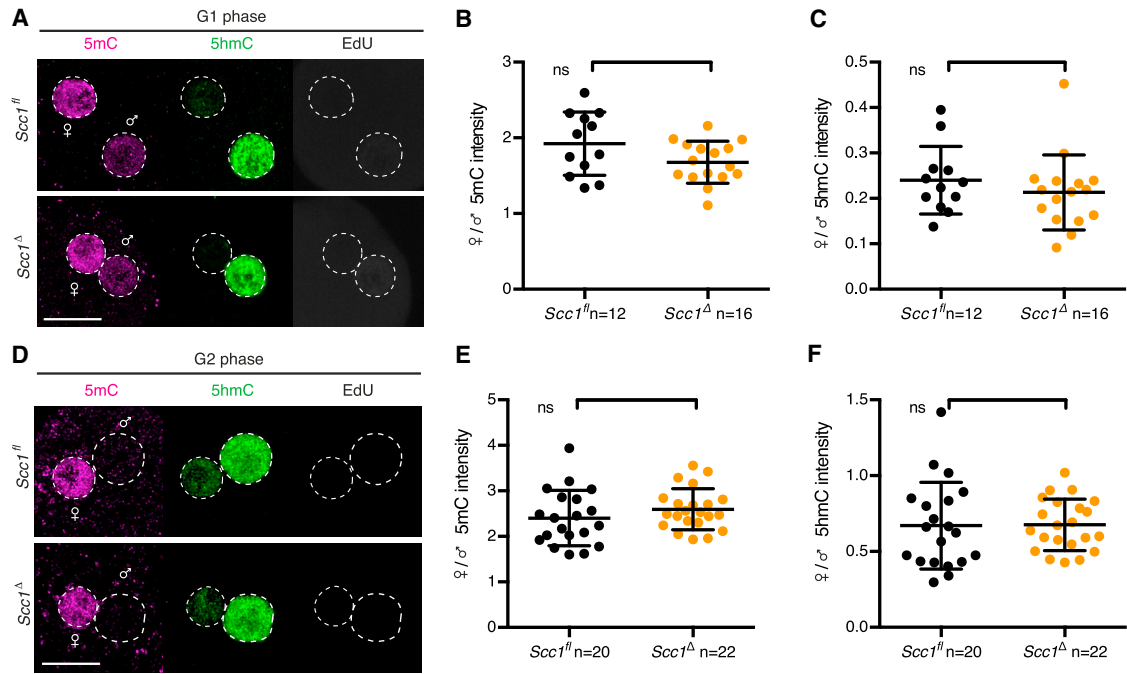 A
G1 phase
5mC 5hmC EdU
Scc1fl
♀ ♂
Scc1Δ
♂
♀
B
♀/♂ 5mC intensity
3
2
1
0
ns
Scc1fl n=12 Scc1Δ n=16
C
♀/♂ 5hmC intensity
0.5
0.4
0.3
0.2
0.1
0.0
ns
Scc1fl n=12 Scc1Δ n=16
D
G2 phase
5mC 5hmC EdU
Scc1fl
♂
♀
Scc1Δ
♂
♀
E
♀/♂ 5mC intensity
5
4
3
2
1
0
ns
Scc1fl n=20 Scc1Δ n=22
F
♀/♂ 5hmC intensity
1.5
1.0
0.5
0.0
ns
Scc1fl n=20 Scc1Δ n=22